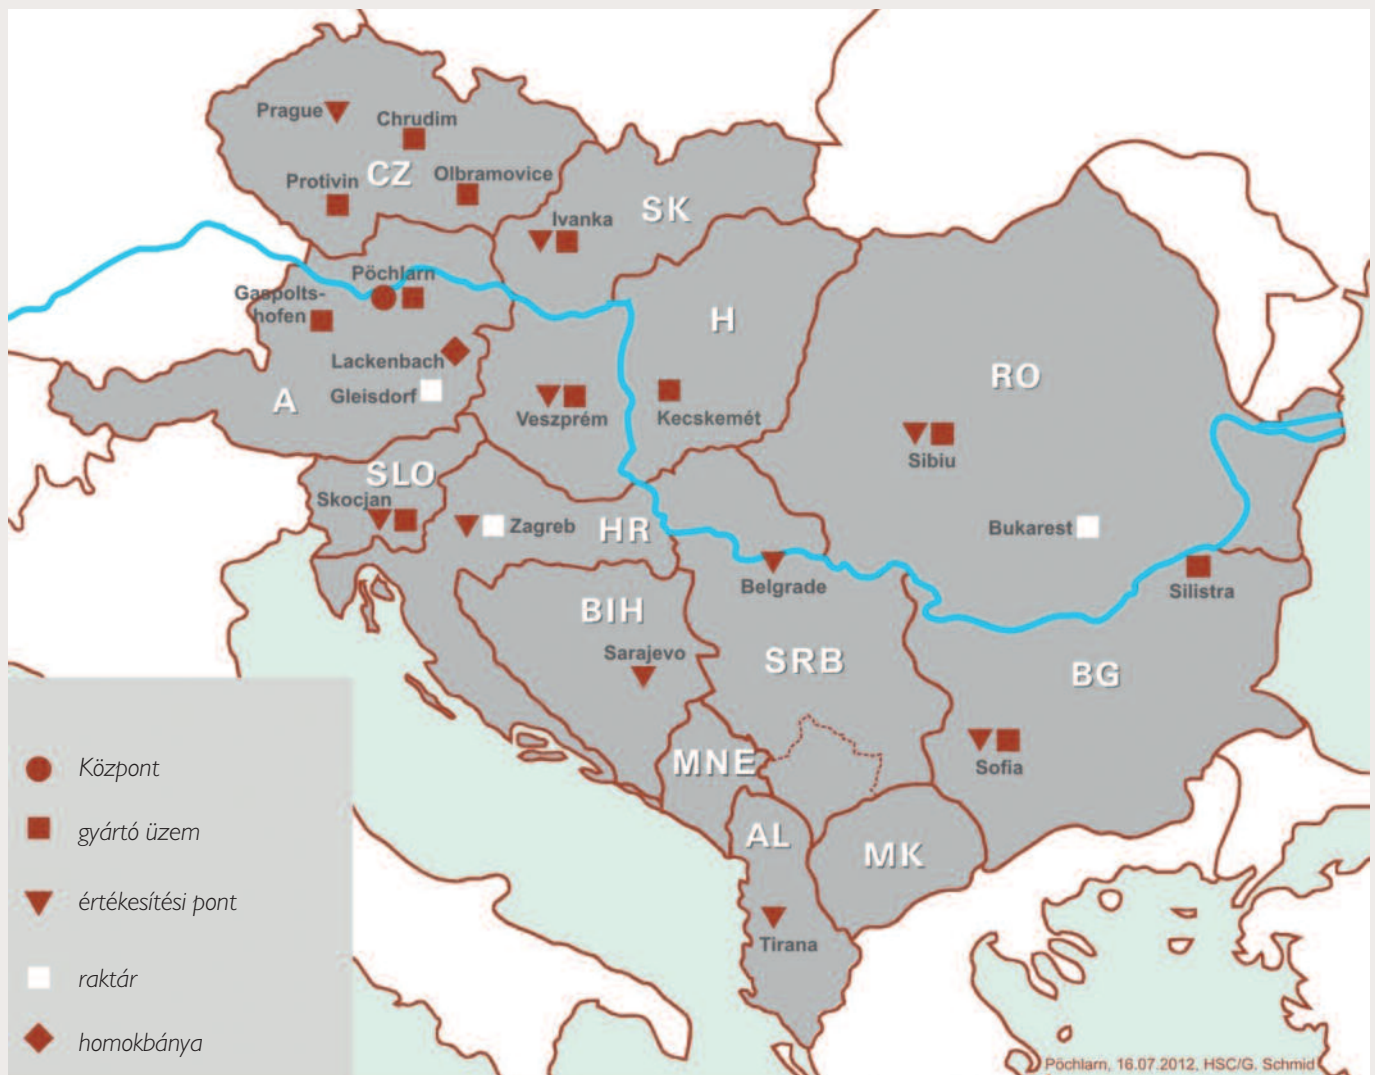 Prague
Chrudim
CZ
Protivin
Olbramovice
SK
Ivanka
Pöchlarn
Gaspolts-
hofen
H
Lackenbach
Gleisdorf
A
Veszprém
Kecskemét
RO
Sibiu
SLO
Skocjan
Zagreb
HR
Bukarest
Belgrade
Silistra
BIH
Sarajevo
SRB
BG
MNE
Sofia
AL
MK
Tirana
Központ
gyártó üzem
értékesítési pont
raktár
homokbánya
Pöchlarn, 16.07.2012, HSC/G. Schmid